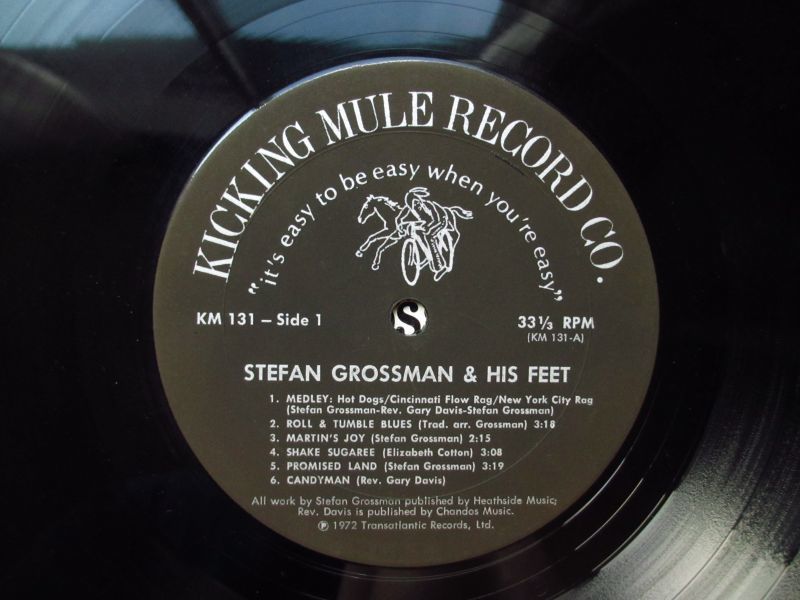 KICKING MULE RECORD CO.
"it's easy to be easy when you're easy"
KM 131 – Side 1
33⅓ RPM
(KM 131-A)
STEFAN GROSSMAN & HIS FEET
1. MEDLEY: Hot Dogs/Cincinnati Flow Rag/New York City Rag
(Stefan Grossman-Rev. Gary Davis-Stefan Grossman)
2. ROLL & TUMBLE BLUES (Trad. arr. Grossman) 3:18
3. MARTIN'S JOY (Stefan Grossman) 2:15
4. SHAKE SUGAREE (Elizabeth Cotton) 3:08
5. PROMISED LAND (Stefan Grossman) 3:19
6. CANDYMAN (Rev. Gary Davis)
All work by Stefan Grossman published by Heathside Music;
Rev. Davis is published by Chandos Music.
℗ 1972 Transatlantic Records, Ltd.